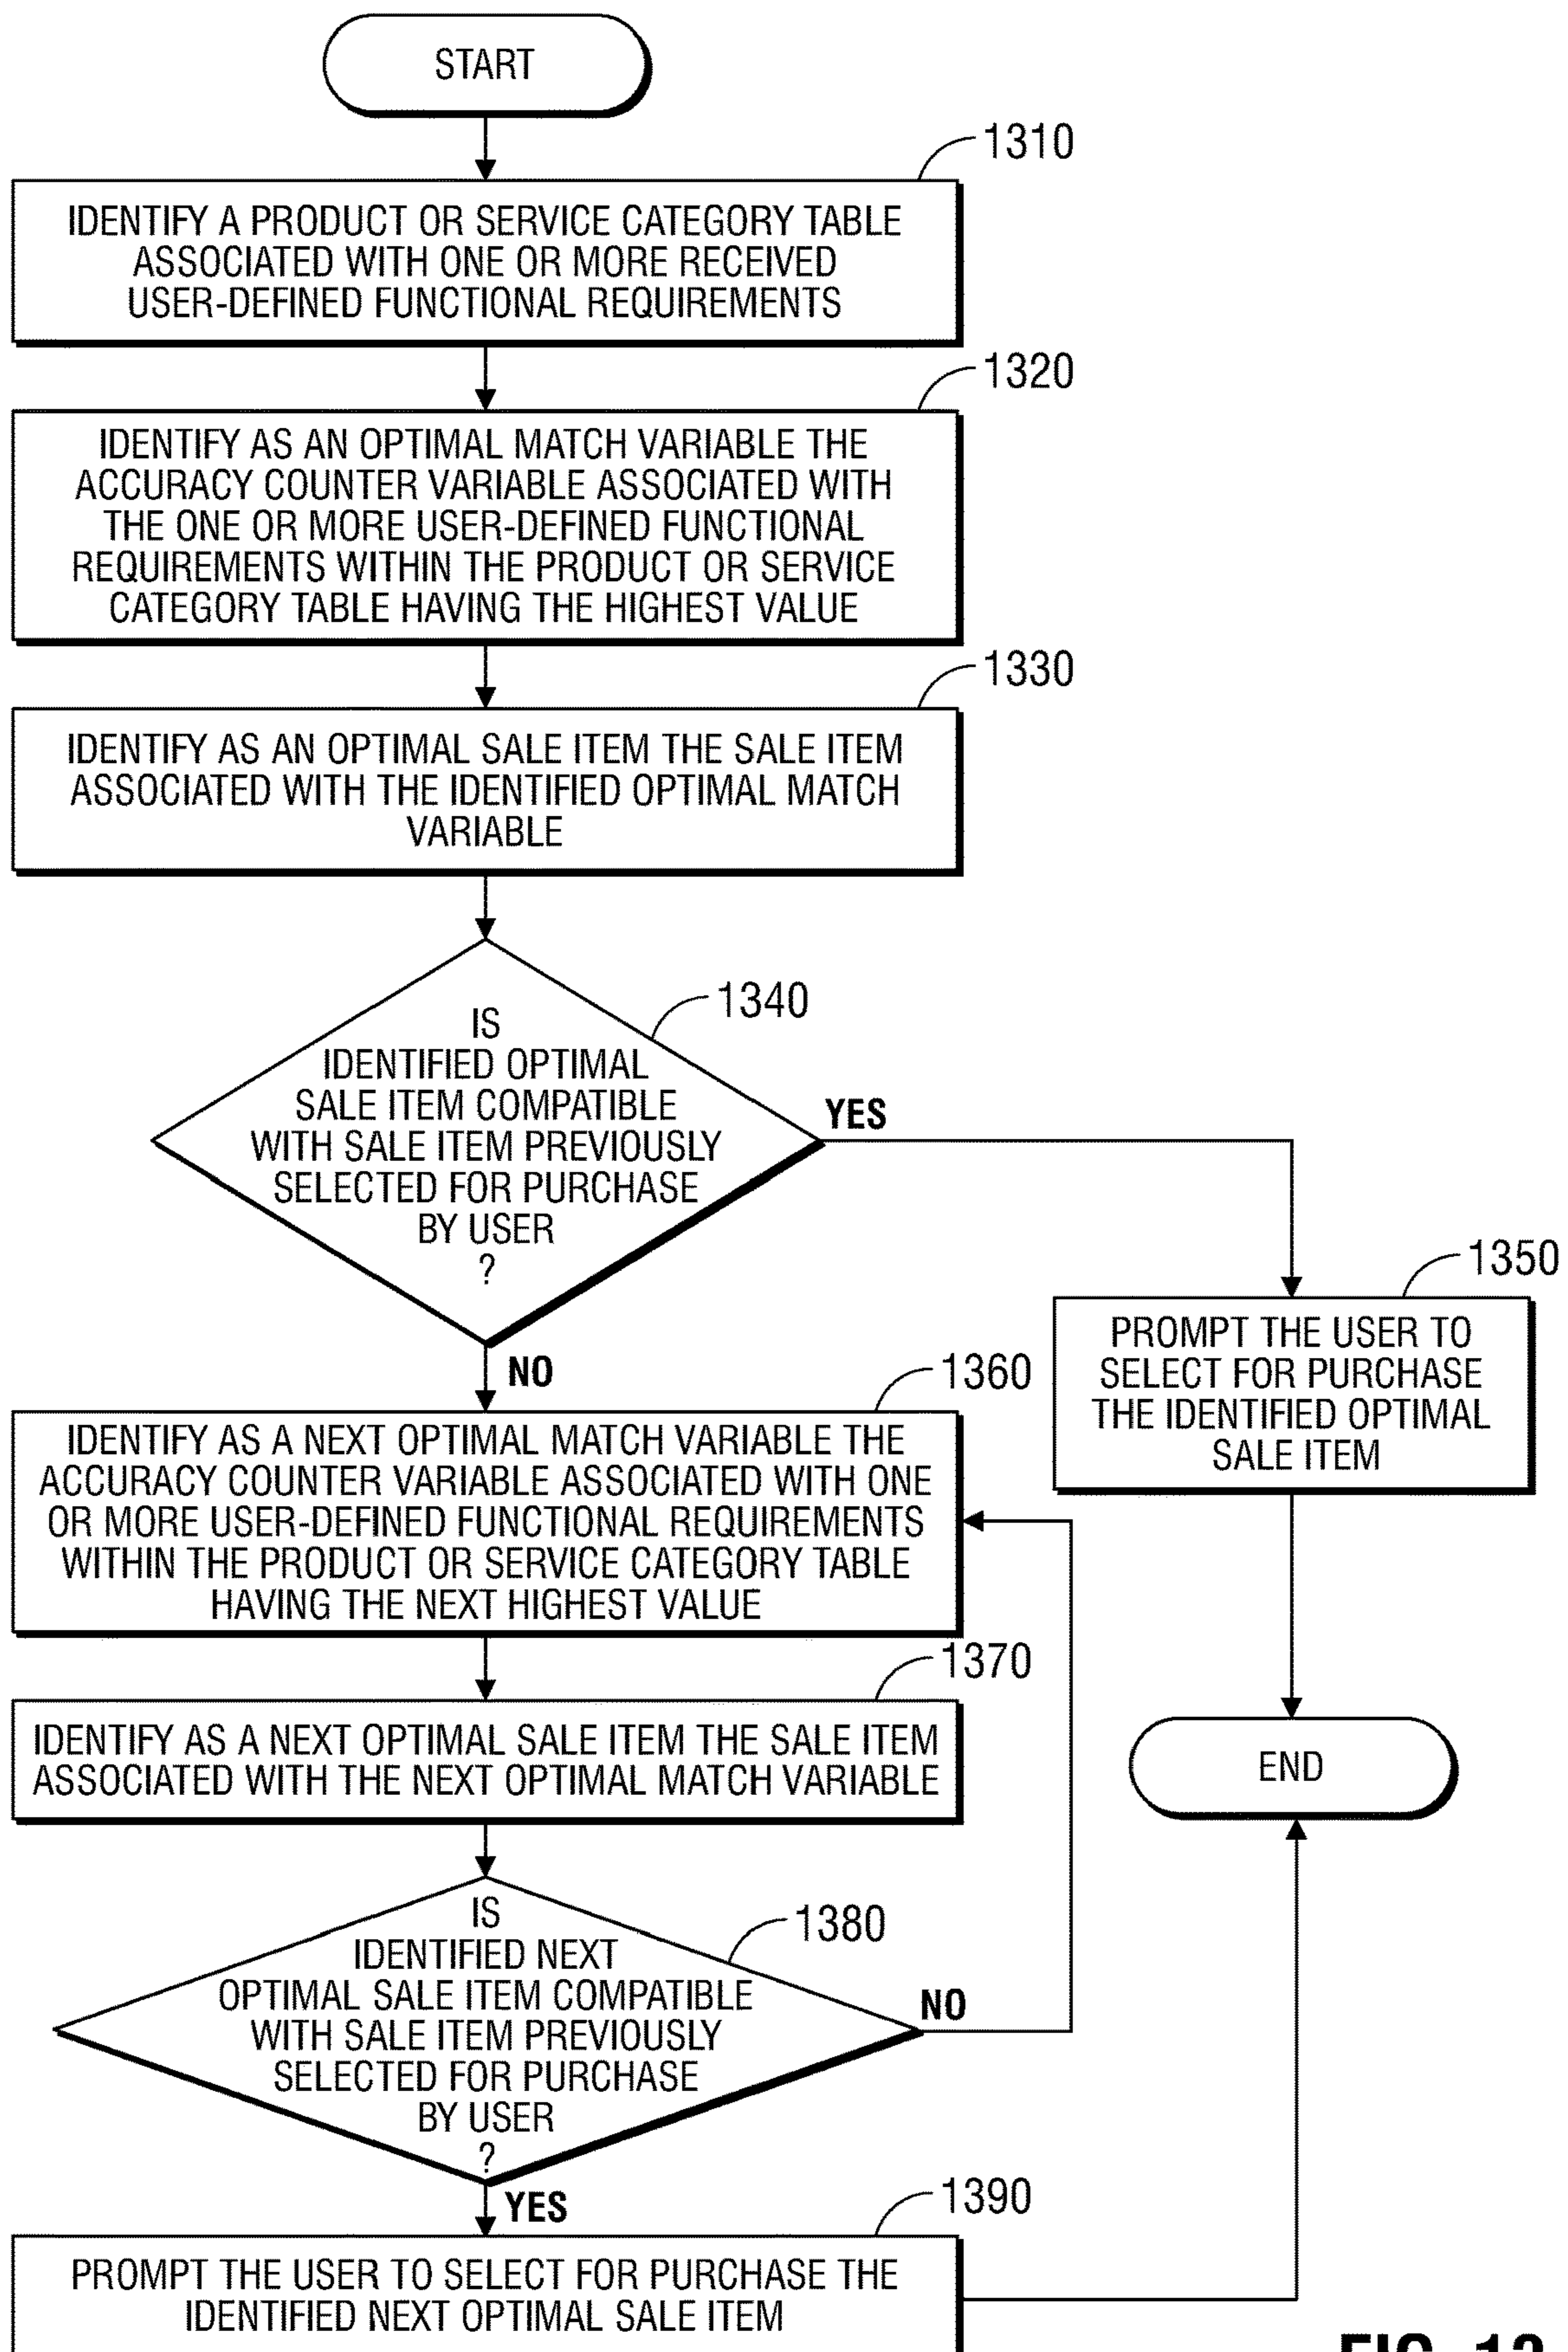 START
1310
IDENTIFY A PRODUCT OR SERVICE CATEGORY TABLE
ASSOCIATED WITH ONE OR MORE RECEIVED
USER-DEFINED FUNCTIONAL REQUIREMENTS
1320
IDENTIFY AS AN OPTIMAL MATCH VARIABLE THE
ACCURACY COUNTER VARIABLE ASSOCIATED WITH
THE ONE OR MORE USER-DEFINED FUNCTIONAL
REQUIREMENTS WITHIN THE PRODUCT OR SERVICE
CATEGORY TABLE HAVING THE HIGHEST VALUE
1330
IDENTIFY AS AN OPTIMAL SALE ITEM THE SALE ITEM
ASSOCIATED WITH THE IDENTIFIED OPTIMAL MATCH
VARIABLE
1340
IS
IDENTIFIED OPTIMAL
SALE ITEM COMPATIBLE
WITH SALE ITEM PREVIOUSLY
SELECTED FOR PURCHASE
BY USER
?
YES
1350
PROMPT THE USER TO
SELECT FOR PURCHASE
THE IDENTIFIED OPTIMAL
SALE ITEM
NO
1360
IDENTIFY AS A NEXT OPTIMAL MATCH VARIABLE THE
ACCURACY COUNTER VARIABLE ASSOCIATED WITH ONE
OR MORE USER-DEFINED FUNCTIONAL REQUIREMENTS
WITHIN THE PRODUCT OR SERVICE CATEGORY TABLE
HAVING THE NEXT HIGHEST VALUE
1370
IDENTIFY AS A NEXT OPTIMAL SALE ITEM THE SALE ITEM
ASSOCIATED WITH THE NEXT OPTIMAL MATCH VARIABLE
END
1380
IS
IDENTIFIED NEXT
OPTIMAL SALE ITEM COMPATIBLE
WITH SALE ITEM PREVIOUSLY
SELECTED FOR PURCHASE
BY USER
?
NO
YES
1390
PROMPT THE USER TO SELECT FOR PURCHASE THE
IDENTIFIED NEXT OPTIMAL SALE ITEM